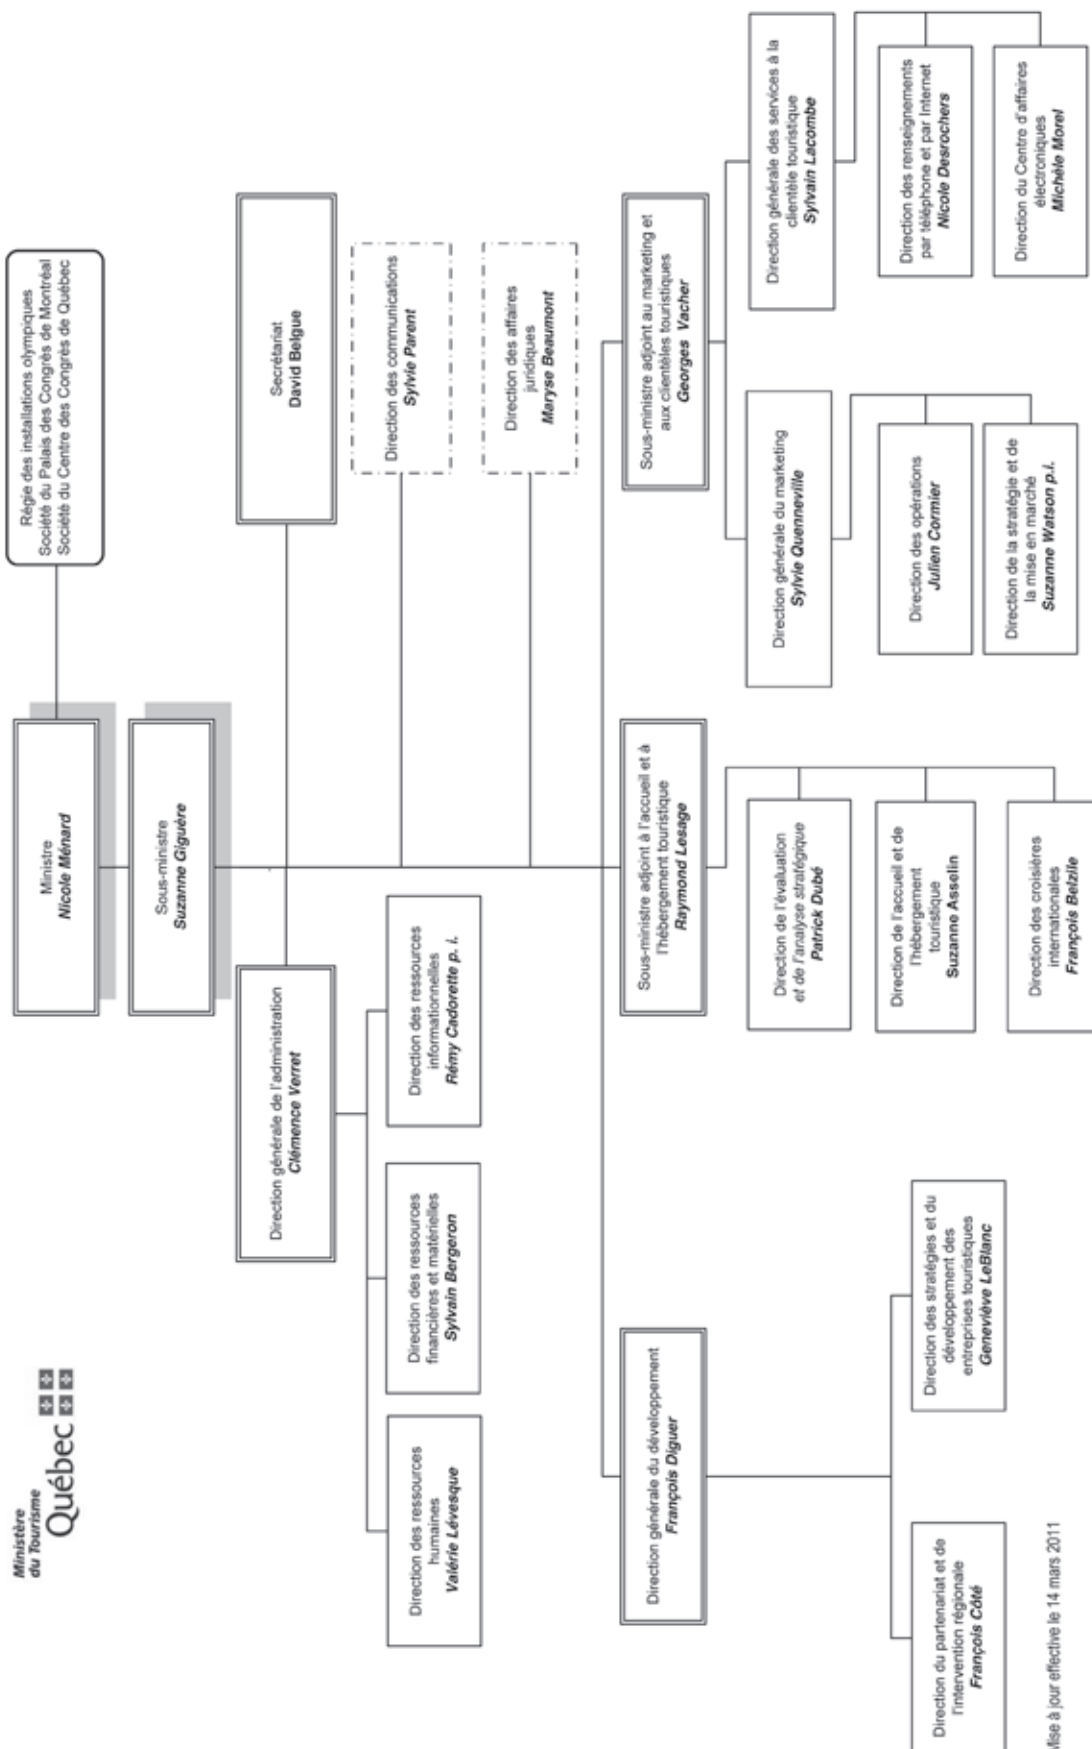 Ministère
du Tourisme
Québec
Ministre
Nicole Ménard
Régie des installations olympiques
Société du Palais des Congrès de Montréal
Société du Centre des Congrès de Québec
Sous-ministre
Suzanne Giguère
Direction générale de l'administration
Clémence Verret
Secrétariat
David Belgue
Direction des ressources
humaines
Valérie Lévesque
Direction des ressources
financières et matérielles
Sylvain Bergeron
Direction des ressources
informationnelles
Rémy Cadorette p. i.
Direction des communications
Sylvie Parent
Direction des affaires
juridiques
Maryse Beaumont
Direction générale du développement
François Diguer
Sous-ministre adjoint à l'accueil et à
l'hébergement touristique
Raymond Lesage
Sous-ministre adjoint au marketing et
aux clientèles touristiques
Georges Vacher
Direction du partenariat et de
l'intervention régionale
François Côté
Direction des stratégies et du
développement des
entreprises touristiques
Geneviève LeBlanc
Direction de l'évaluation
et de l'analyse stratégique
Patrick Dubé
Direction de l'accueil et de
l'hébergement
touristique
Suzanne Asselin
Direction des croisières
internationales
François Belzile
Direction générale du marketing
Sylvie Quenneville
Direction des opérations
Julien Cormier
Direction de la stratégie et de
la mise en marché
Suzanne Watson p.i.
Direction générale des services à la
clientèle touristique
Sylvain Lacombe
Direction des renseignements
par téléphone et par Internet
Nicole Desrochers
Direction du Centre d'affaires
électroniques
Michèle Morel
Mise à jour effective le 14 mars 2011